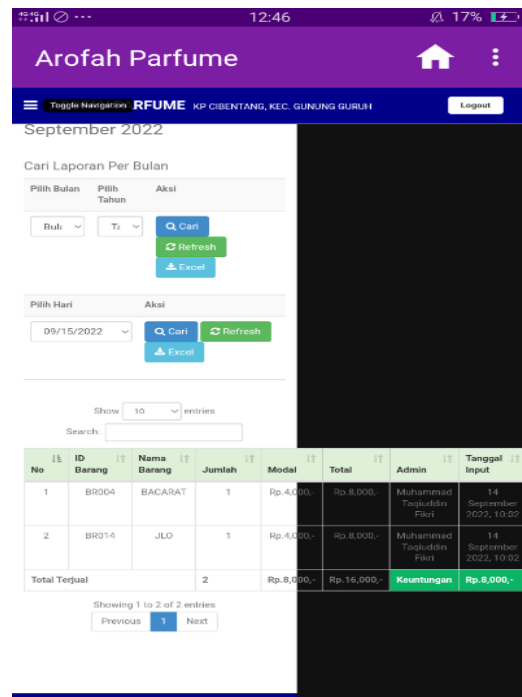 12:46
17%
Arofah Parfume
Toggle Navigation RFUME KP CIBENTANG, KEC. GUNUNG GURUH
Logout
September 2022
Cari Laporan Per Bulan
Pilih Bulan Pilih Tahun Aksi
Bul Ta Cari
Refresh
Excel
Pilih Hari Aksi
09/15/2022 Cari Refresh
Excel
Show 10 entries
Search:
No ID Barang Nama Barang Jumlah Modal Total Admin Tanggal Input
1 BR004 BACARAT 1 Rp.4,000,- Rp.8,000,- Muhammad Taqiuddin Fikri 14 September 2022, 10:02
2 BR014 JLO 1 Rp.4,000,- Rp.8,000,- Muhammad Taqiuddin Fikri 14 September 2022, 10:02
Total Terjual 2 Rp.8,000,- Rp.16,000,- Keuntungan Rp.8,000,-
Showing 1 to 2 of 2 entries
Previous 1 Next